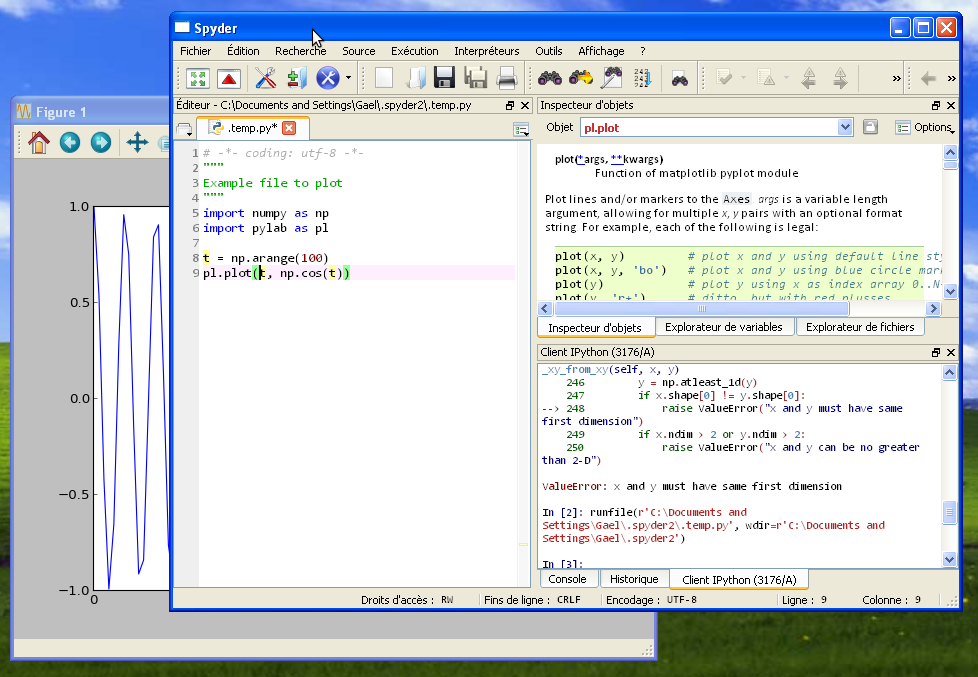 Spyder
Fichier Édition Recherche Source Exécution Interpréteurs Outils Affichage ?
Figure 1
Éditeur - C:\Documents and Settings\Gael\.spyder2\.temp.py
.temp.py*
1 # -*- coding: utf-8 -*-
2 """
3 Example file to plot
4 """
5 import numpy as np
6 import pylab as pl
7
8 t = np.arange(100)
9 pl.plot(t, np.cos(t))
1.0
0.5
0.0
−0.5
−1.0
0
Inspecteur d'objets
Objet pl.plot Options
plot(*args, **kwargs)
Function of matplotlib pyplot module
Plot lines and/or markers to the Axes args is a variable length
argument, allowing for multiple x, y pairs with an optional format
string For example, each of the following is legal:
plot(x, y) # plot x and y using default line sty
plot(x, y, 'bo') # plot x and y using blue circle mar
plot(y) # plot y using x as index array 0..N-
plot(y, 'r+') # ditto, but with red plusses
Inspecteur d'objets Explorateur de variables Explorateur de fichiers
Client IPython (3176/A)
_xy_from_xy(self, x, y)
246 y = np.atleast_1d(y)
247 if x.shape[0] != y.shape[0]:
--> 248 raise ValueError("x and y must have same
first dimension")
249 if x.ndim > 2 or y.ndim > 2:
250 raise ValueError("x and y can be no greater
than 2-D")
ValueError: x and y must have same first dimension
In [2]: runfile(r'C:\Documents and
Settings\Gael\.spyder2\.temp.py', wdir=r'C:\Documents and
Settings\Gael\.spyder2')
In [3]:
Console Historique Client IPython (3176/A)
Droits d'accès : RW Fins de ligne : CRLF Encodage : UTF-8 Ligne : 9 Colonne : 9